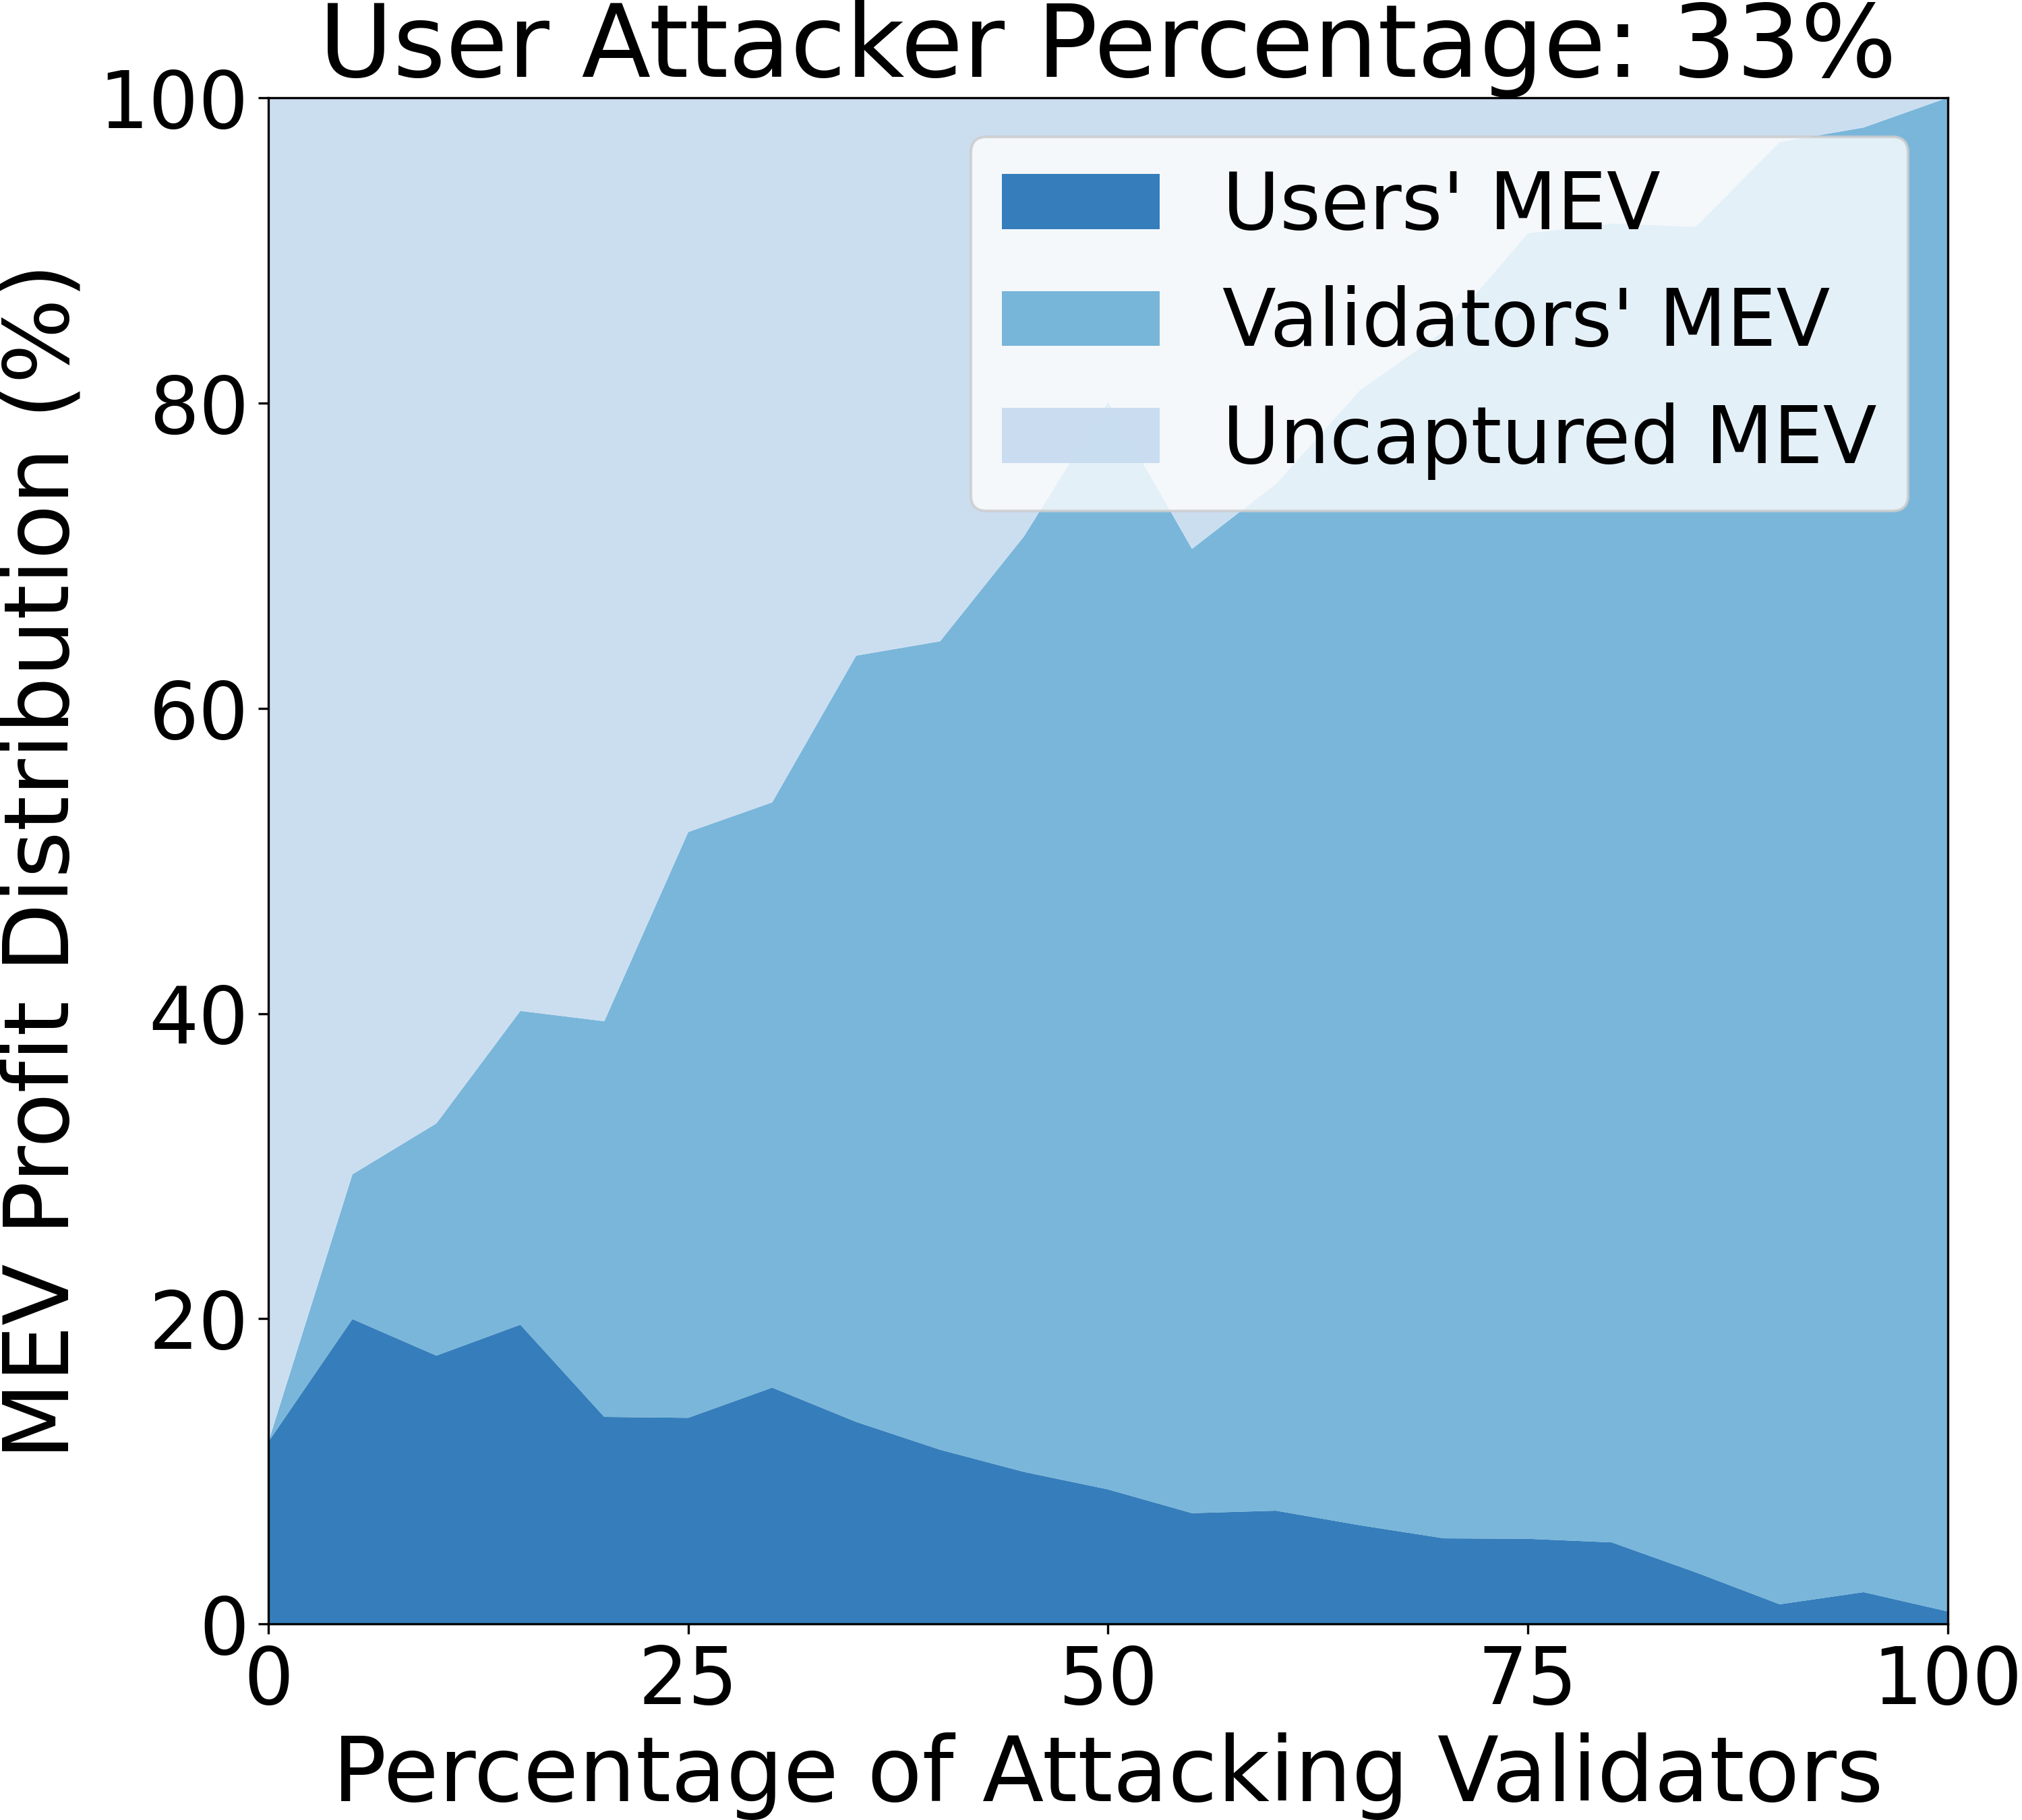 User Attacker Percentage: 33%
MEV Profit Distribution (%)
100
80
60
40
20
0
Users' MEV
Validators' MEV
Uncaptured MEV
0 25 50 75 100
Percentage of Attacking Validators